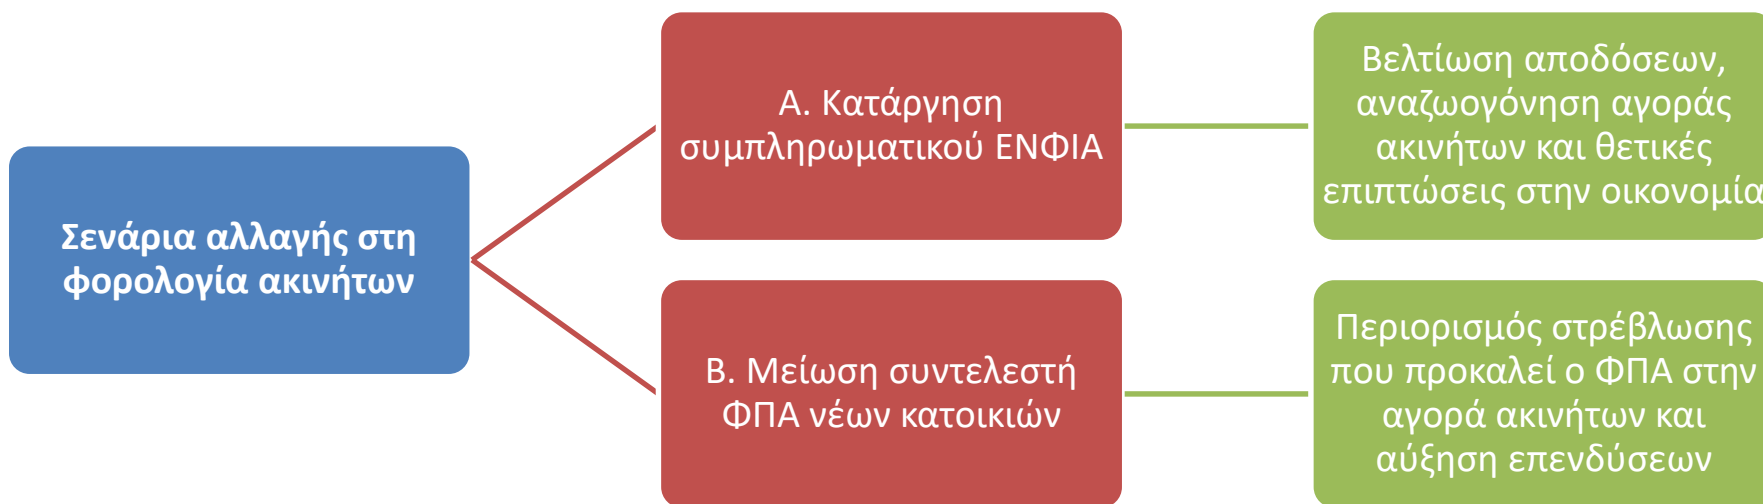 Σενάρια αλλαγής στη
φορολογία ακινήτων
Α. Κατάργηση
συμπληρωματικού ΕΝΦΙΑ
Βελτίωση αποδόσεων,
αναζωογόνηση αγοράς
ακινήτων και θετικές
επιπτώσεις στην οικονομία
Β. Μείωση συντελεστή
ΦΠΑ νέων κατοικιών
Περιορισμός στρέβλωσης
που προκαλεί ο ΦΠΑ στην
αγορά ακινήτων και
αύξηση επενδύσεων